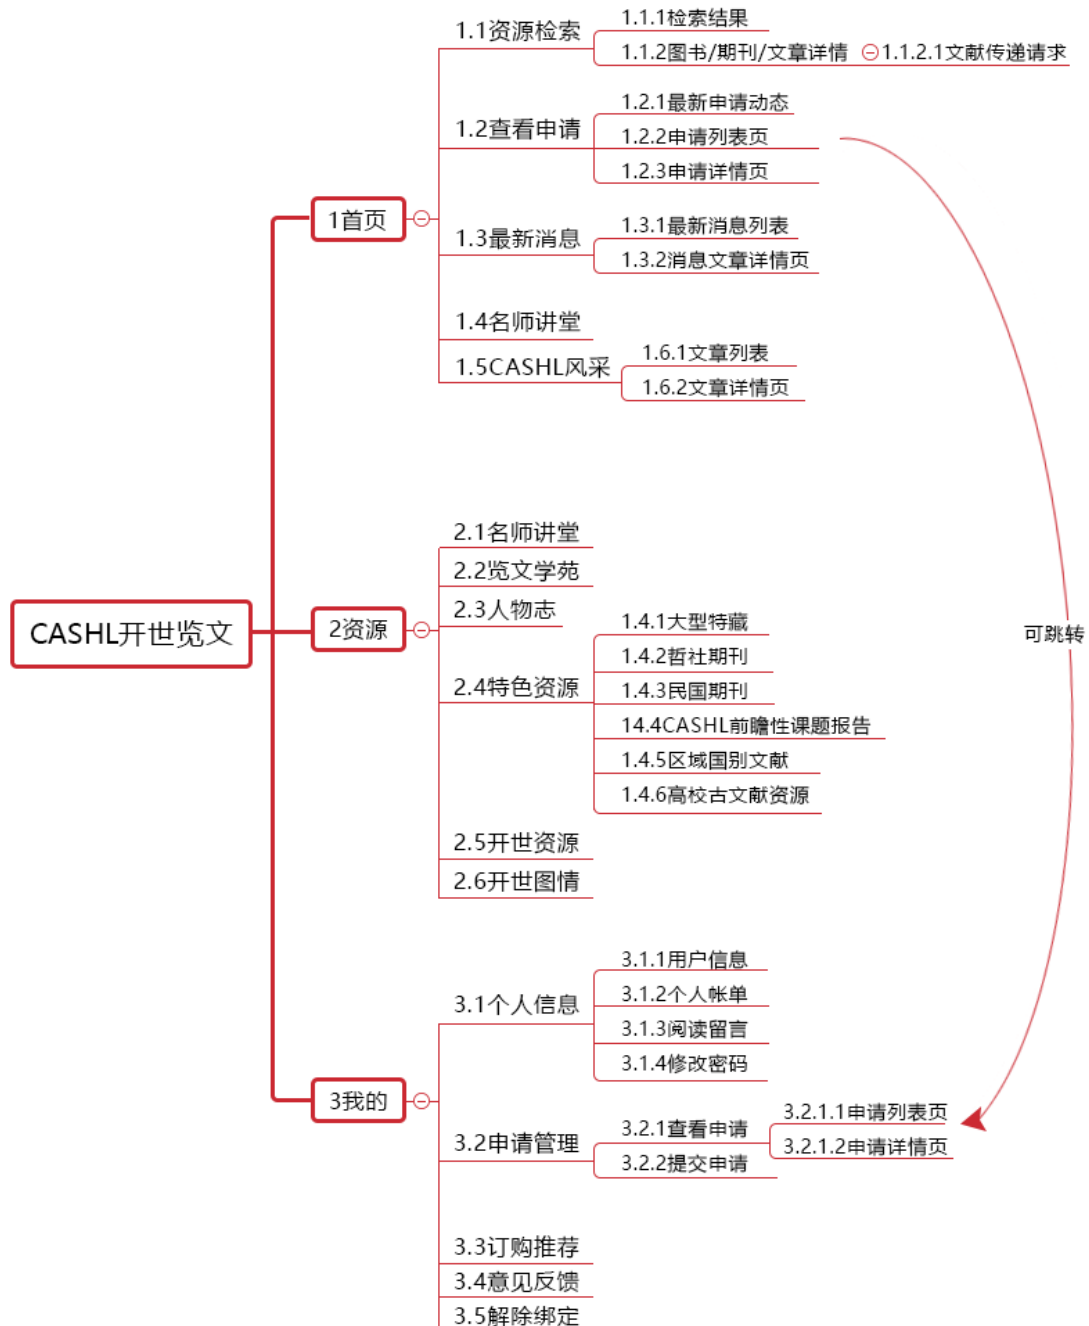 CASHL开世览文
1首页
1.1资源检索
1.1.1检索结果
1.1.2图书/期刊/文章详情
1.1.2.1文献传递请求
1.2查看申请
1.2.1最新申请动态
1.2.2申请列表页
1.2.3申请详情页
1.3最新消息
1.3.1最新消息列表
1.3.2消息文章详情页
1.4名师讲堂
1.5CASHL风采
1.6.1文章列表
1.6.2文章详情页
2资源
2.1名师讲堂
2.2览文学苑
2.3人物志
2.4特色资源
1.4.1大型特藏
1.4.2哲社期刊
1.4.3民国期刊
14.4CASHL前瞻性课题报告
1.4.5区域国别文献
1.4.6高校古文献资源
2.5开世资源
2.6开世图情
3我的
3.1个人信息
3.1.1用户信息
3.1.2个人帐单
3.1.3阅读留言
3.1.4修改密码
3.2申请管理
3.2.1查看申请
3.2.1.1申请列表页
3.2.1.2申请详情页
3.2.2提交申请
3.3订购推荐
3.4意见反馈
3.5解除绑定
可跳转